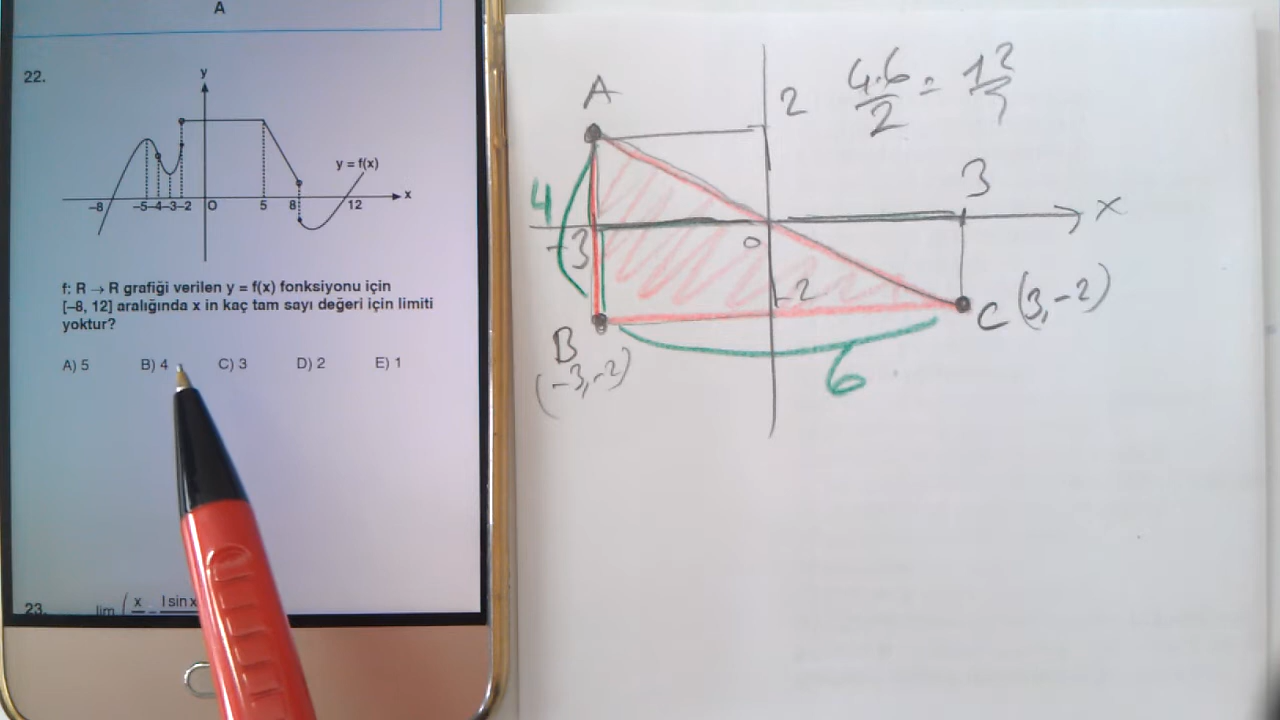 A
22.
y
y = f(x)
-8 -5 -4 -3 -2 O 5 8 12 x
f: R → R grafiği verilen y = f(x) fonksiyonu için
[–8, 12] aralığında x in kaç tam sayı değeri için limiti
yoktur?
A) 5 B) 4 C) 3 D) 2 E) 1
23. lim ( x – | sin x
A
2
4.6/2 = 12/
4
3
x
-3
0
-2
C (3,-2)
B
(-3,-2)
6